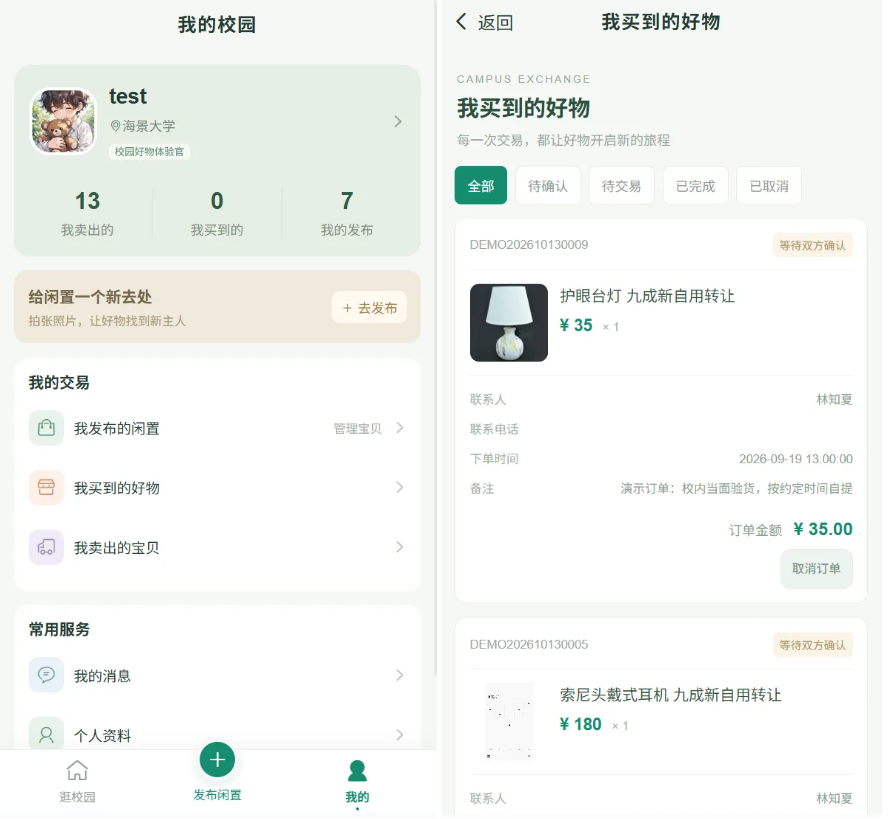 我的校园
test
海景大学
校园好物体验官
13
0
7
我卖出的
我买到的
我的发布
给闲置一个新去处
拍张照片，让好物找到新主人
+ 去发布
我的交易
我发布的闲置
管理宝贝
我买到的好物
我卖出的宝贝
常用服务
我的消息
个人资料
逛校园
发布闲置
我的
返回
我买到的好物
CAMPUS EXCHANGE
我买到的好物
每一次交易，都让好物开启新的旅程
全部
待确认
待交易
已完成
已取消
DEMO202610130009
等待双方确认
护眼台灯 九成新自用转让
¥ 35 × 1
联系人
林知夏
联系电话
下单时间
2026-09-19 13:00:00
备注
演示订单：校内当面验货，按约定时间自提
订单金额 ¥ 35.00
取消订单
DEMO202610130005
等待双方确认
索尼头戴式耳机 九成新自用转让
¥ 180 × 1
联系人
林知夏